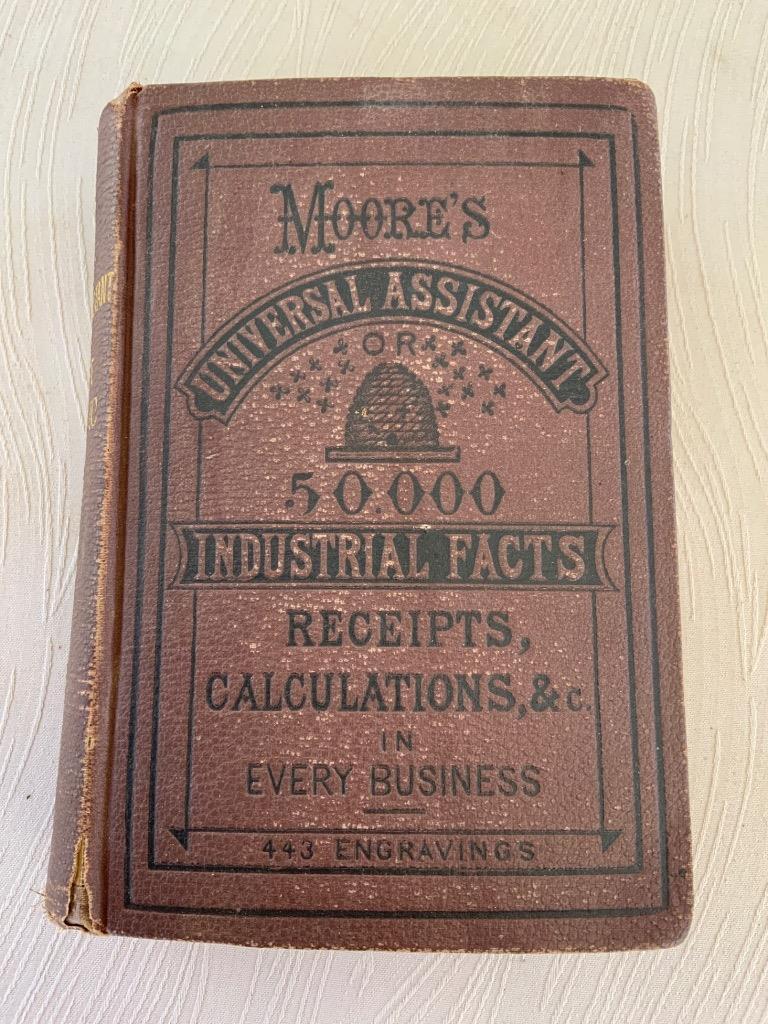 MOORE'S
UNIVERSAL ASSISTANT
OR
50.000
INDUSTRIAL FACTS
RECEIPTS,
CALCULATIONS, & c.
IN
EVERY BUSINESS
443 ENGRAVINGS